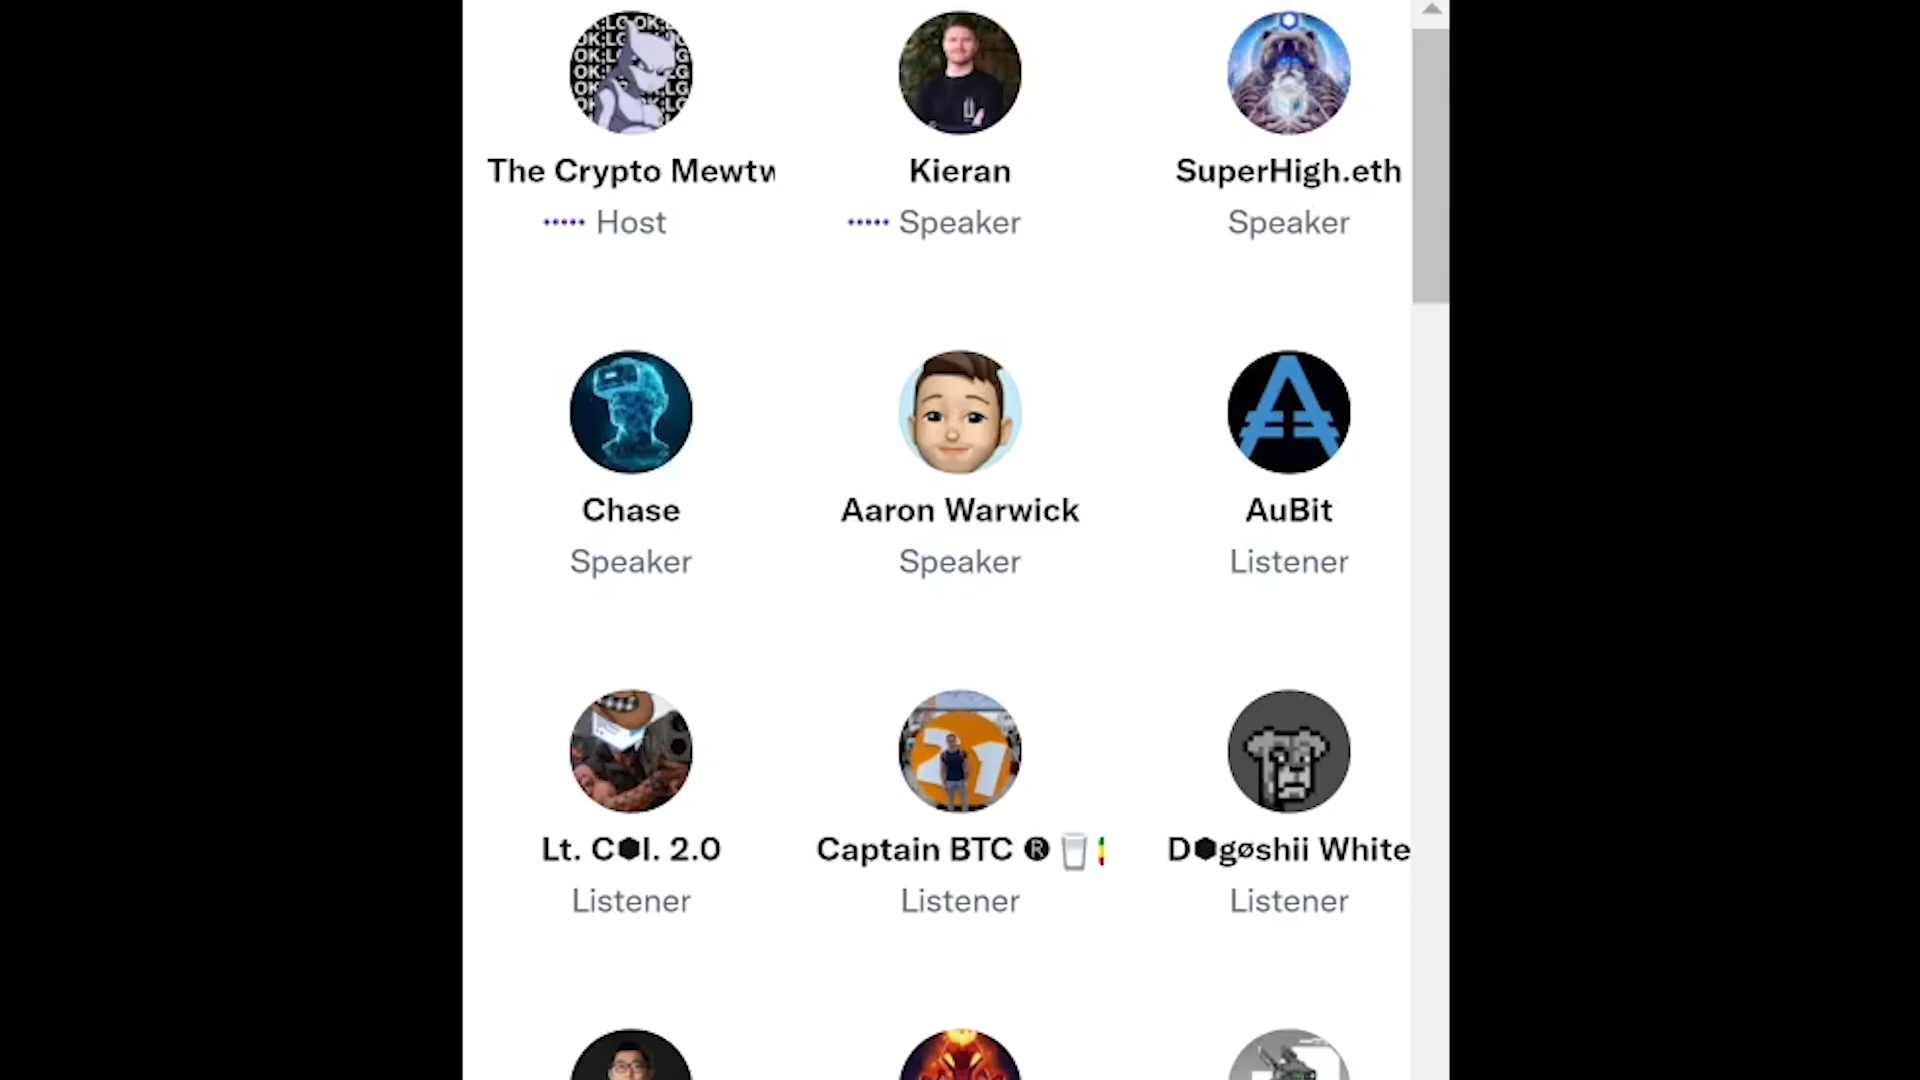 The Crypto Mewtw
Kieran
SuperHigh.eth
Host
Speaker
Speaker
Chase
Aaron Warwick
AuBit
Speaker
Speaker
Listener
21
Lt. C⬢l. 2.0
Captain BTC 🅡 🥛
D⬢gøshii White
Listener
Listener
Listener